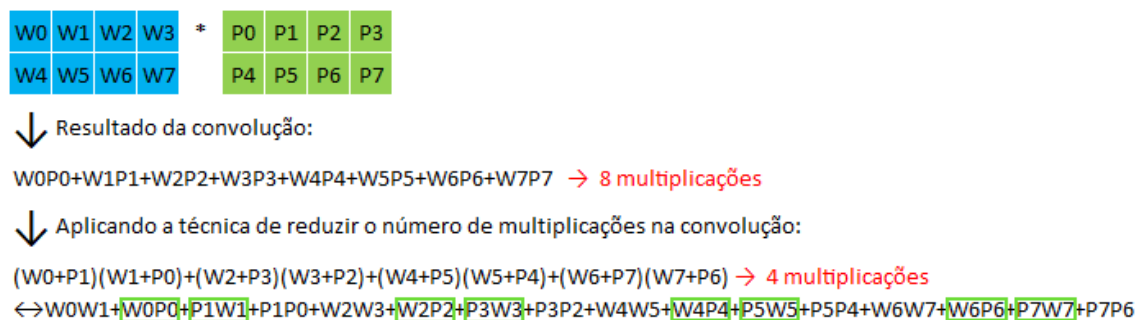 W0 W1 W2 W3 * P0 P1 P2 P3
W4 W5 W6 W7 P4 P5 P6 P7
↓ Resultado da convolução:
W0P0+W1P1+W2P2+W3P3+W4P4+W5P5+W6P6+W7P7 → 8 multiplicações
↓ Aplicando a técnica de reduzir o número de multiplicações na convolução:
(W0+P1)(W1+P0)+(W2+P3)(W3+P2)+(W4+P5)(W5+P4)+(W6+P7)(W7+P6) → 4 multiplicações
↔W0W1+W0P0+P1W1+P1P0+W2W3+W2P2+P3W3+P3P2+W4W5+W4P4+P5W5+P5P4+W6W7+W6P6+P7W7+P7P6